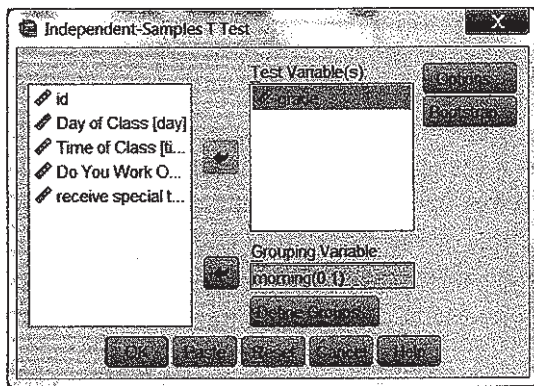 Independent-Samples T Test
X
Test Variable(s)
id
Day of Class [day]
Time of Class [ti...
Do You Work O...
receive special t...
grade
Options...
Bootstrap...
Grouping Variable
morning(0 1)
Define Groups...
OK
Paste
Reset
Cancel
Help